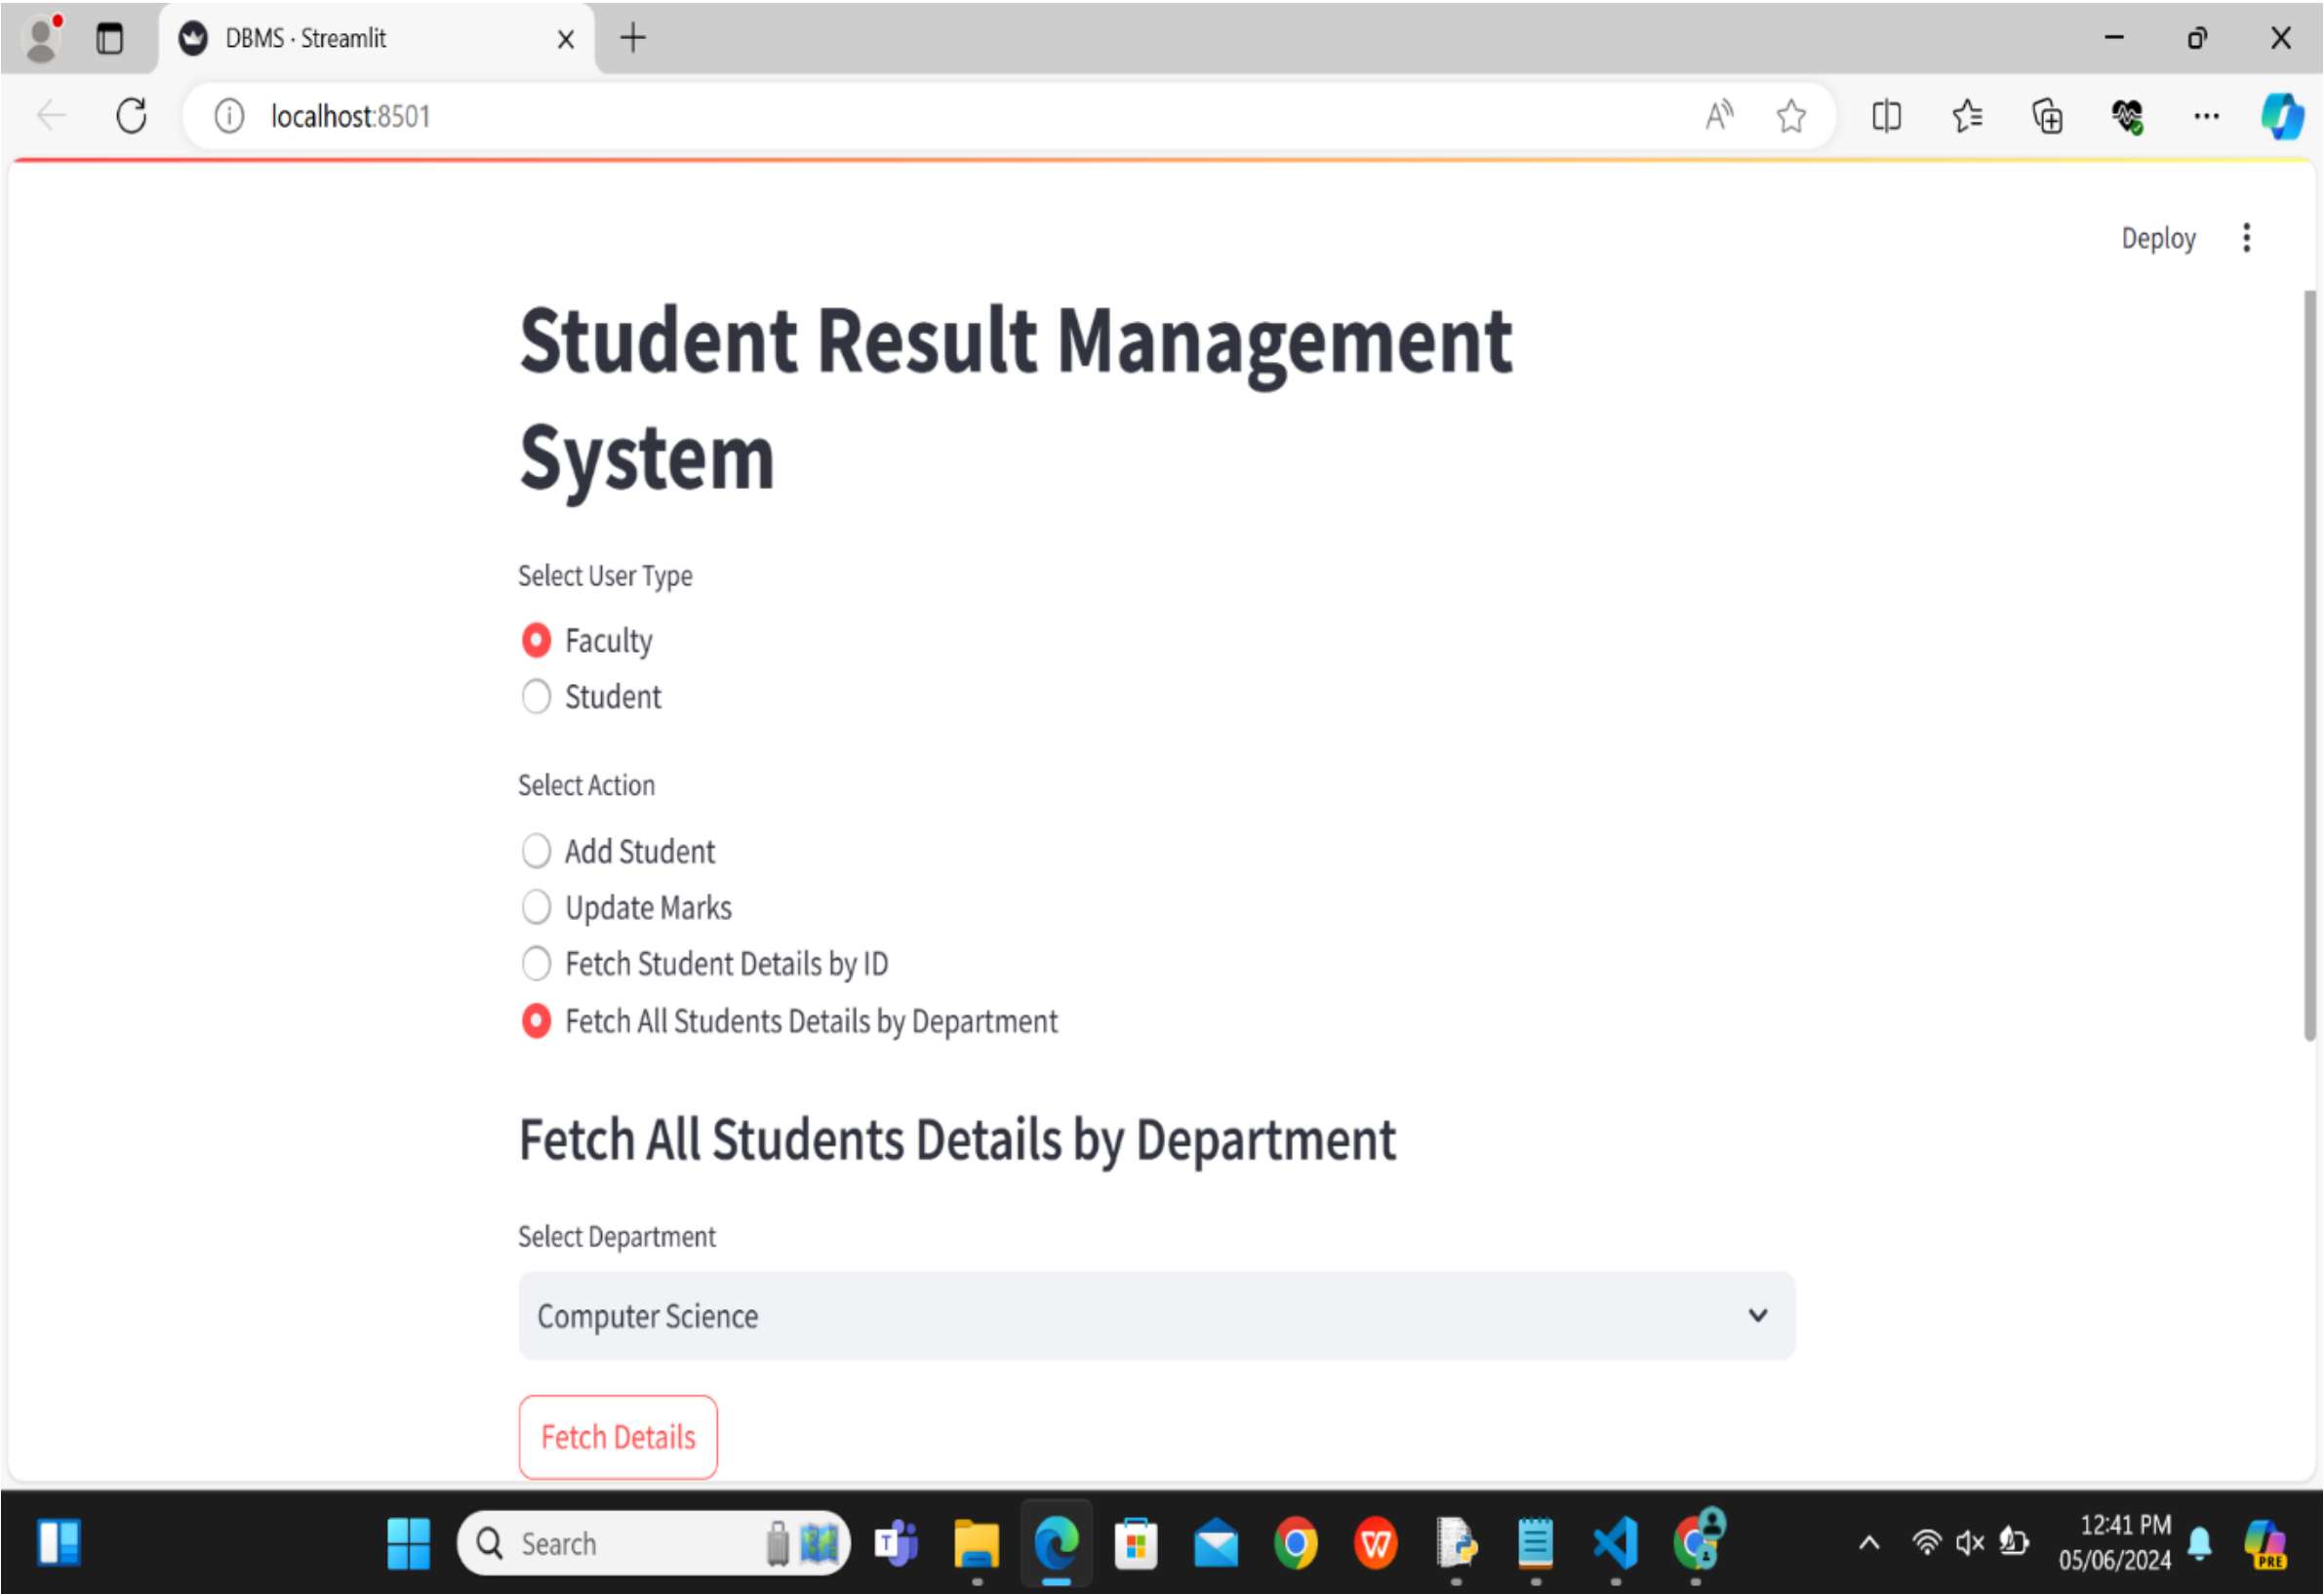 DBMS · Streamlit
localhost:8501
Deploy
Student Result Management
System
Select User Type
Faculty
Student
Select Action
Add Student
Update Marks
Fetch Student Details by ID
Fetch All Students Details by Department
Fetch All Students Details by Department
Select Department
Computer Science
Fetch Details
Search
12:41 PM
05/06/2024
PRE